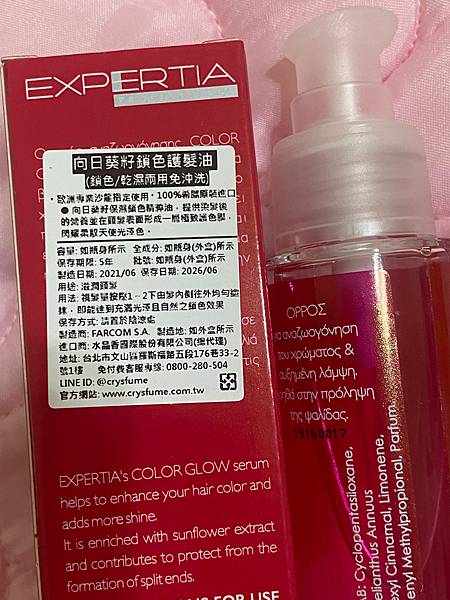 EXPERTIA
向日葵籽鎖色護髮油
(鎖色/乾濕兩用免沖洗)
‧歐洲專業沙龍指定使用‧100%希臘原裝進口
● 向日葵籽保濕鎖色精粹油，提供染髮後
的營養並在頭髮表面形成一層極致護色膜，
閃耀柔馭天使光澤色。
容量: 如瓶身所示 全成分: 如瓶身(外盒)所示
保存期限: 5年 批號: 如瓶身(外盒)所示
製造日期: 2021/06 保存日期: 2026/06
用途: 滋潤頭髮
用法: 視髮量按壓1~2下由髮內側往外均勻塗
抹，即能達到充滿光澤且自然之鎖色效果
保存方式: 請置於陰涼處
製造商: FARCOM S.A. 製造地: 如外盒所示
進口商: 水晶香國際股份有限公司(總代理)
地址: 台北市文山區羅斯福路五段176巷33-2
號1樓 免付費客服專線: 0800-280-504
LINE ID: @crysfume
官方網站: www.crysfume.com.tw
EXPERTIA's COLOR GLOW serum
helps to enhance your hair color and
adds more shine.
It is enriched with sunflower extract
and contributes to protect from the
formation of split ends.
FOR USE
COLOR
ΟΡΡΟΣ
για αναζωογόνηση
του χρώματος &
αυξημένη λάμψη.
στην πρόληψη
της ψαλίδας.
Cyclopentasiloxane,
Helianthus Annuus
Hexyl Cinnamal, Limonene,
Phenyl Methylpropional, Parfum.